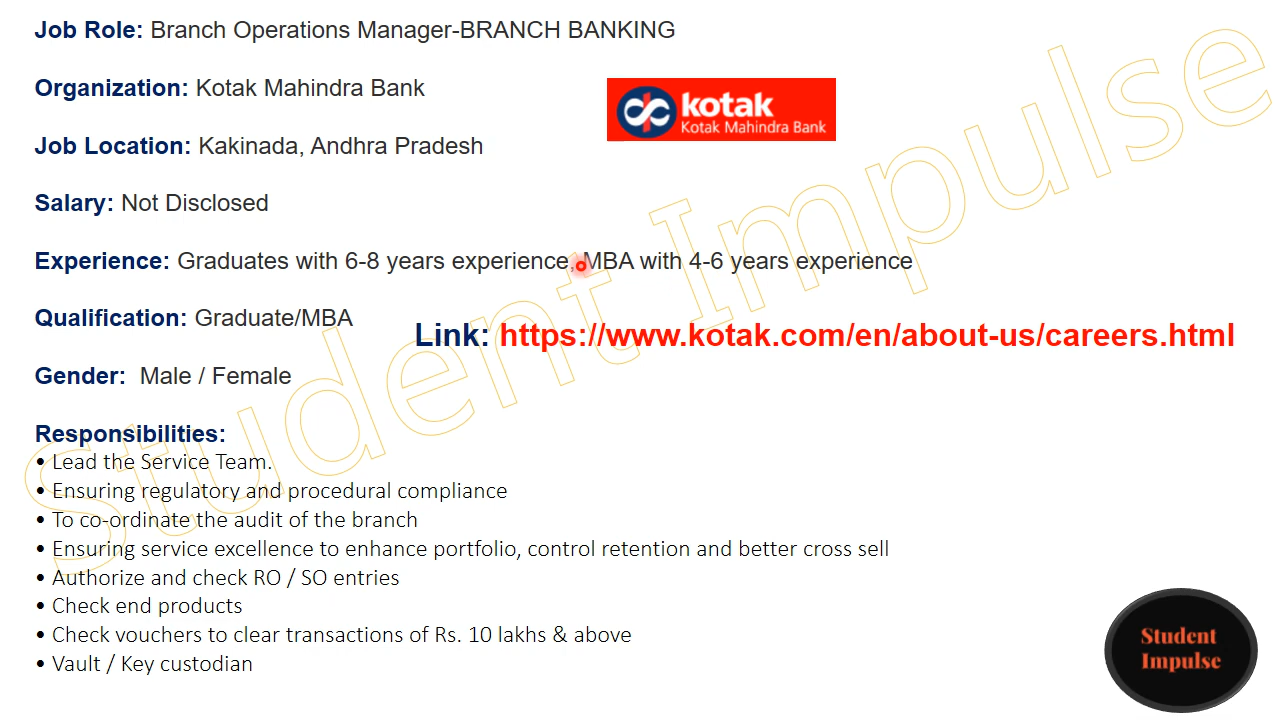 Job Role: Branch Operations Manager-BRANCH BANKING
Organization: Kotak Mahindra Bank
kotak
Kotak Mahindra Bank
Job Location: Kakinada, Andhra Pradesh
Salary: Not Disclosed
Experience: Graduates with 6-8 years experience, MBA with 4-6 years experience
Qualification: Graduate/MBA
Link: https://www.kotak.com/en/about-us/careers.html
Gender: Male / Female
Responsibilities:
• Lead the Service Team.
• Ensuring regulatory and procedural compliance
• To co-ordinate the audit of the branch
• Ensuring service excellence to enhance portfolio, control retention and better cross sell
• Authorize and check RO / SO entries
• Check end products
• Check vouchers to clear transactions of Rs. 10 lakhs & above
• Vault / Key custodian
Student Impulse
Student
Impulse